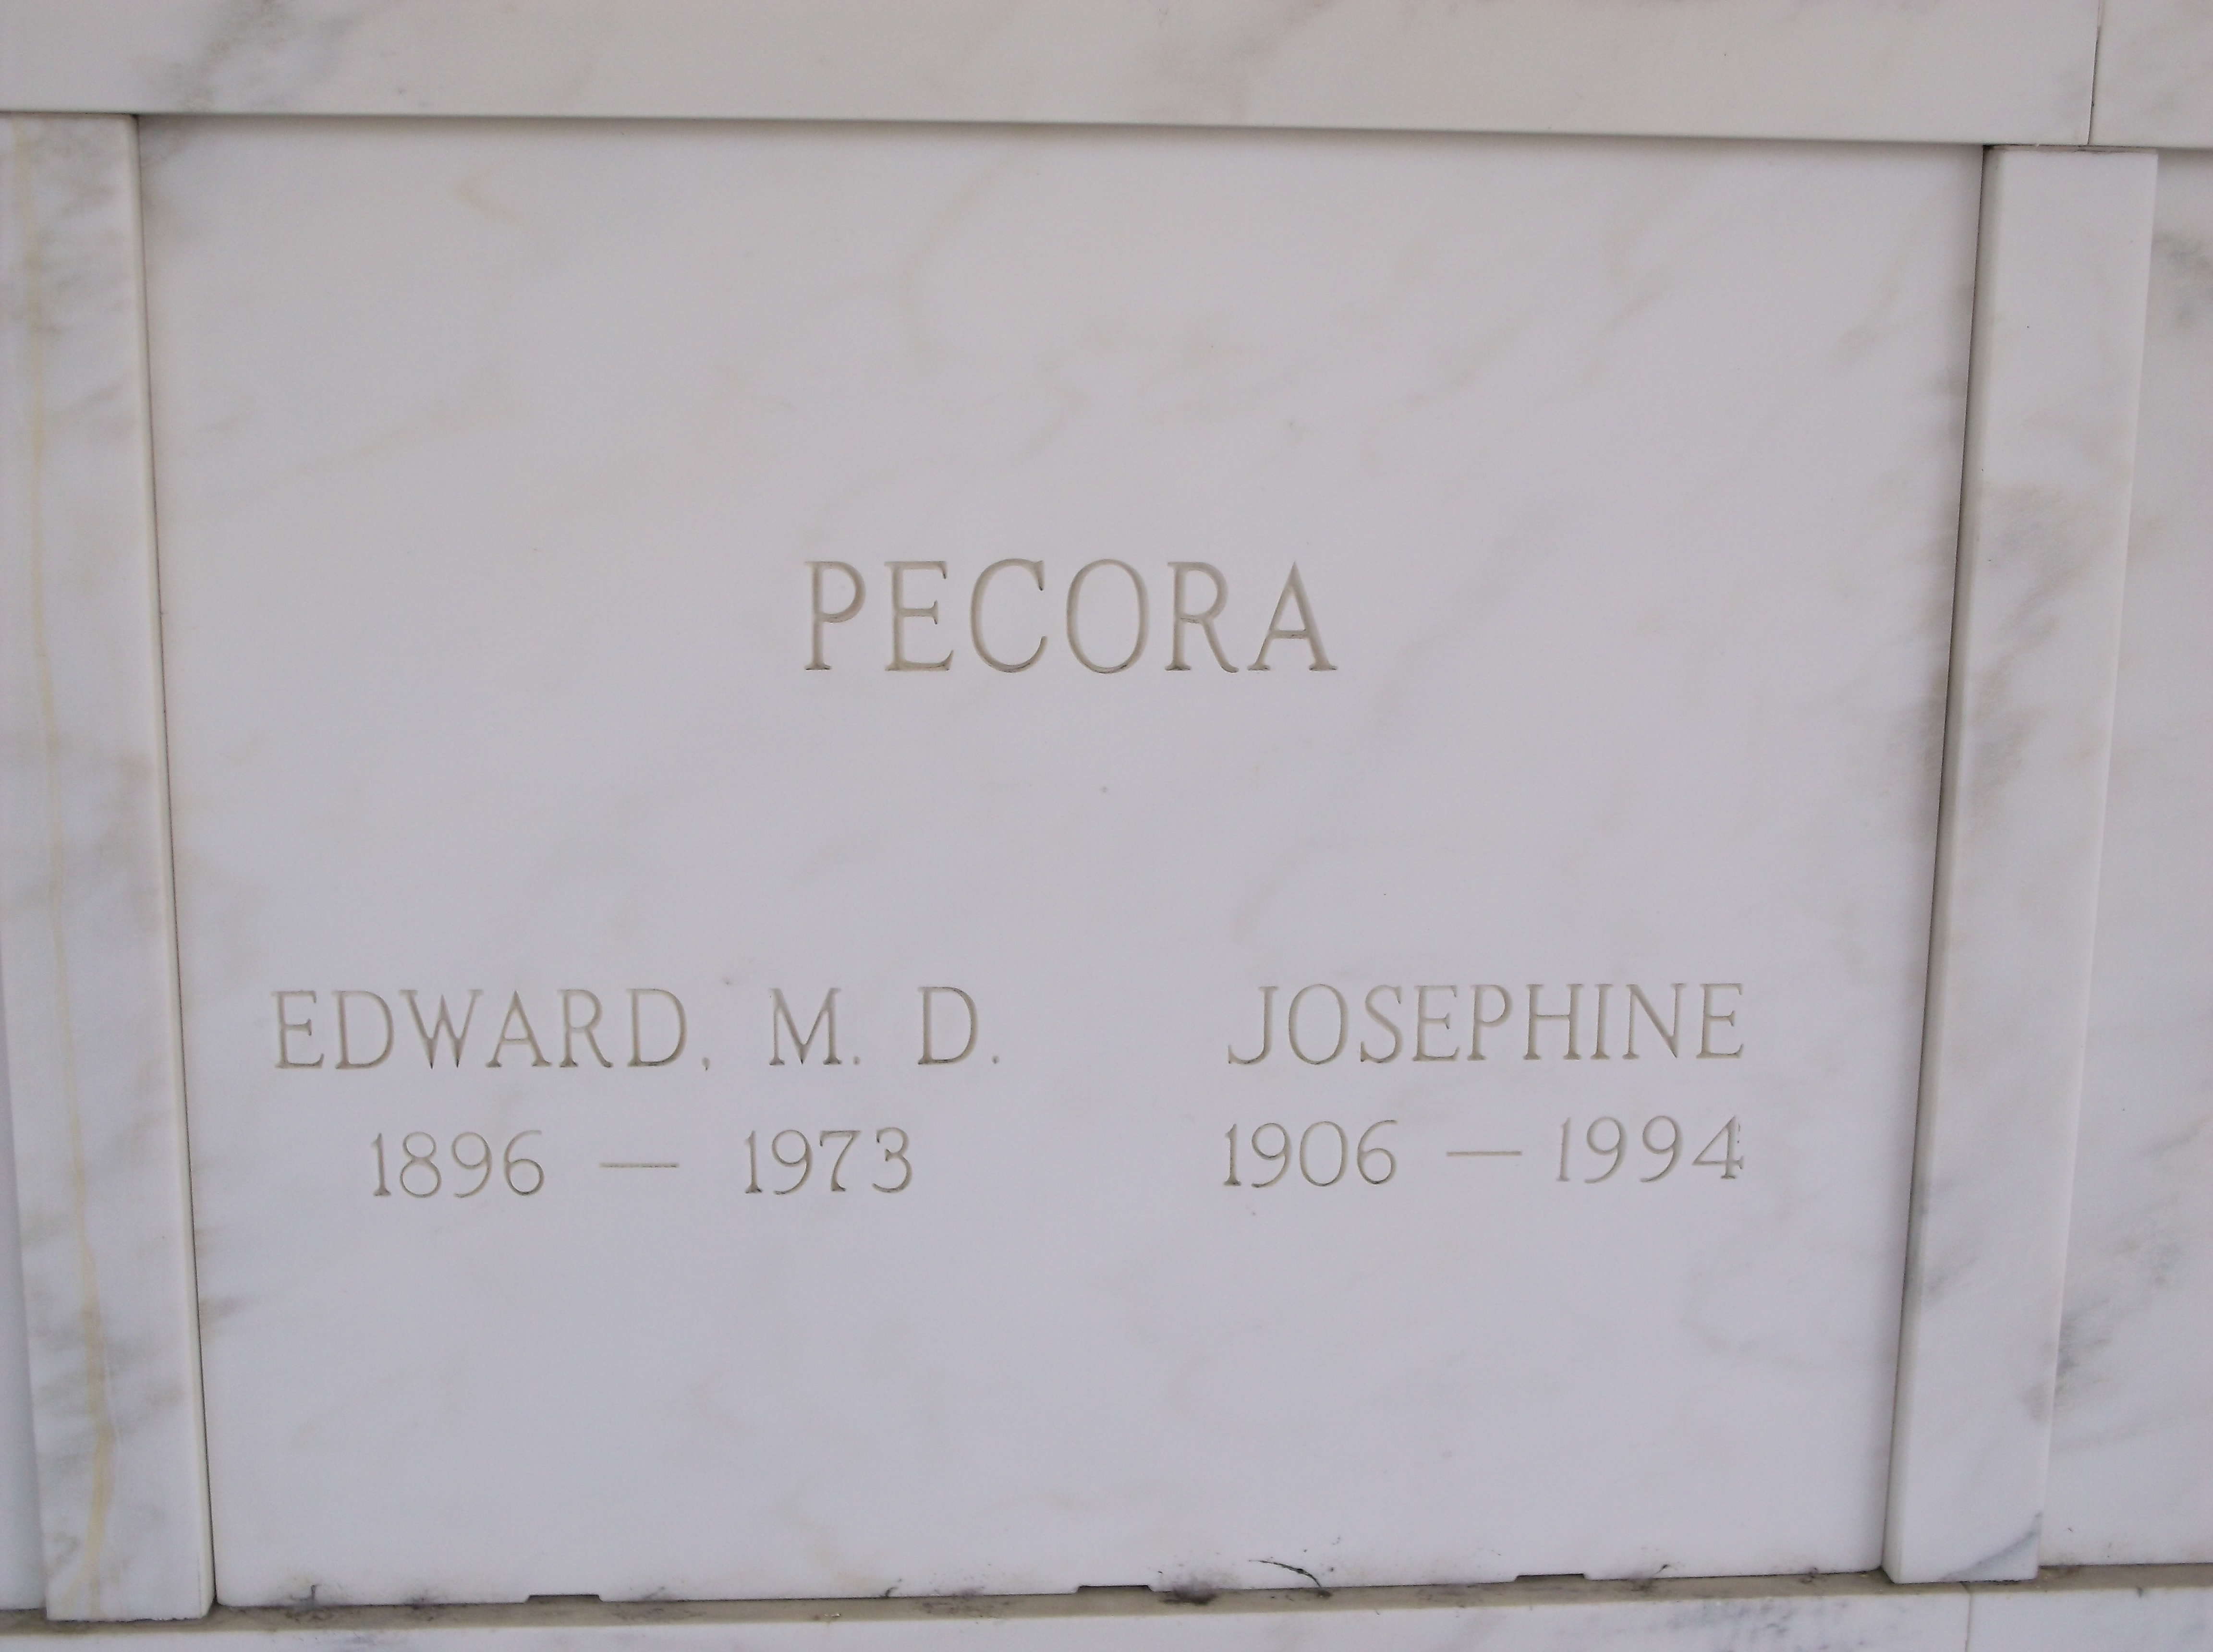 PECORA
EDWARD, M. D. JOSEPHINE
1896 — 1973 1906 — 1994